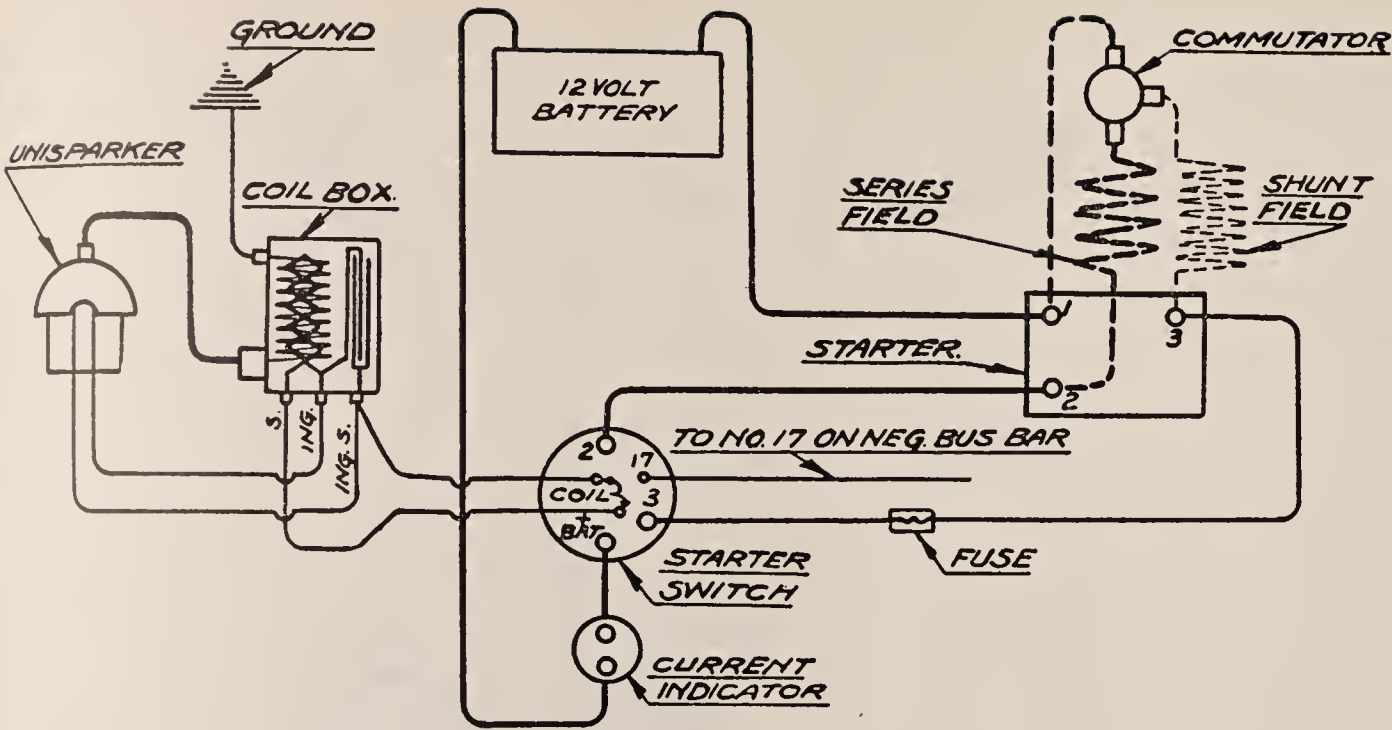 GROUND
COMMUTATOR
12 VOLT
BATTERY
UNISPARKER
COIL BOX.
SERIES
FIELD
SHUNT
FIELD
1
3
STARTER.
2
S.
ING.
ING. S.
TO NO. 17 ON NEG. BUS BAR
2
17
COIL
3
+
BAT.
FUSE
STARTER
SWITCH
CURRENT
INDICATOR